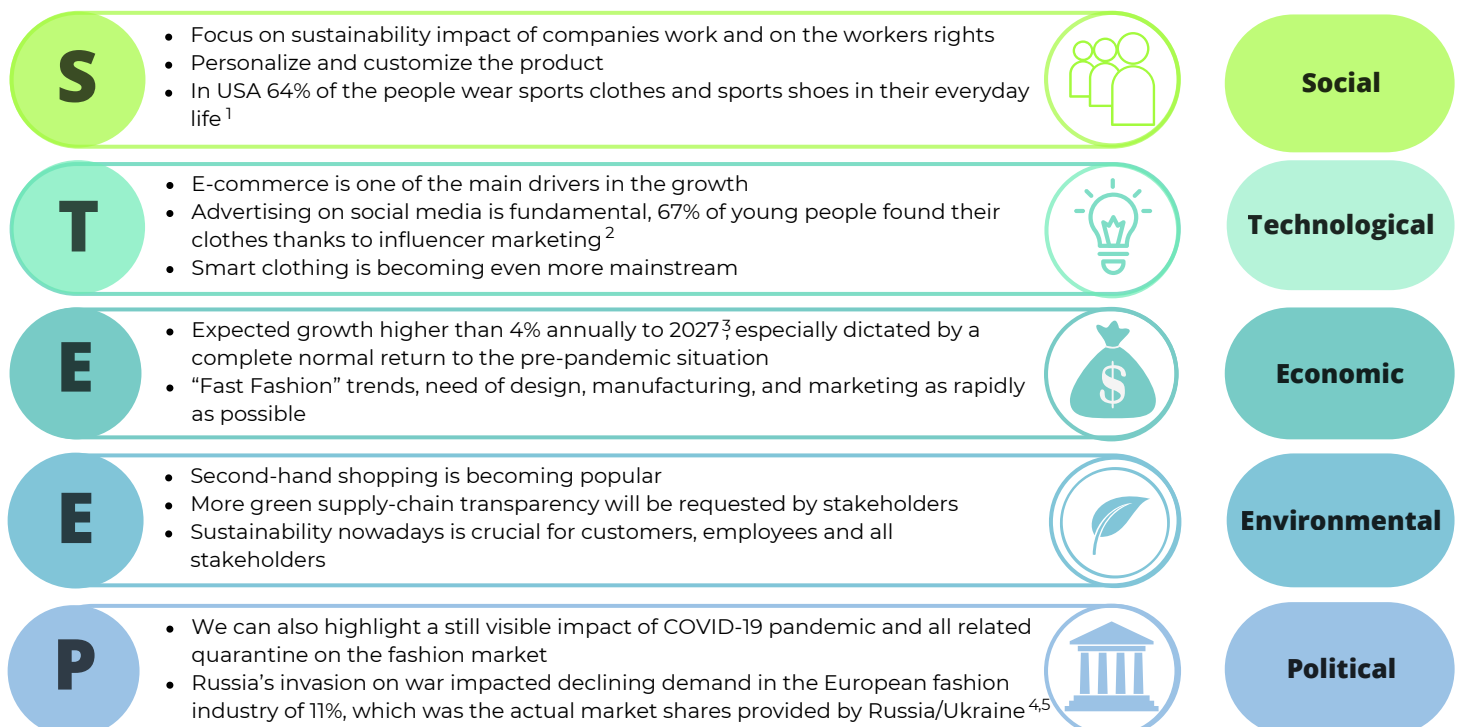 S
• Focus on sustainability impact of companies work and on the workers rights
• Personalize and customize the product
• In USA 64% of the people wear sports clothes and sports shoes in their everyday
life 1
Social
T
• E-commerce is one of the main drivers in the growth
• Advertising on social media is fundamental, 67% of young people found their
clothes thanks to influencer marketing 2
• Smart clothing is becoming even more mainstream
Technological
E
• Expected growth higher than 4% annually to 2027 3, especially dictated by a
complete normal return to the pre-pandemic situation
• “Fast Fashion” trends, need of design, manufacturing, and marketing as rapidly
as possible
$
Economic
E
• Second-hand shopping is becoming popular
• More green supply-chain transparency will be requested by stakeholders
• Sustainability nowadays is crucial for customers, employees and all
stakeholders
Environmental
P
• We can also highlight a still visible impact of COVID-19 pandemic and all related
quarantine on the fashion market
• Russia’s invasion on war impacted declining demand in the European fashion
industry of 11%, which was the actual market shares provided by Russia/Ukraine 4,5
Political